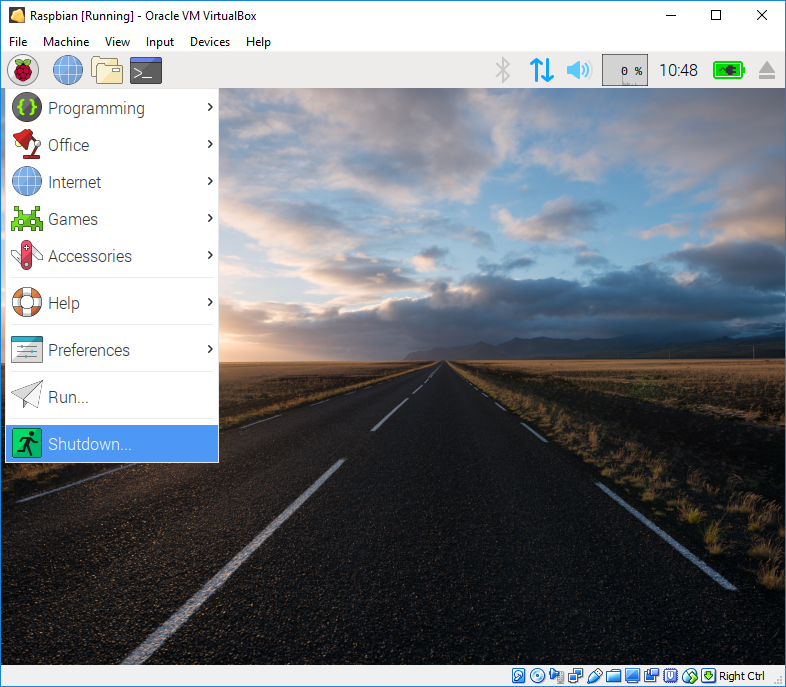 Raspbian [Running] - Oracle VM VirtualBox
File Machine View Input Devices Help
>_ 0 % 10:48
Programming
Office
Internet
Games
Accessories
Help
Preferences
Run...
Shutdown...
Right Ctrl